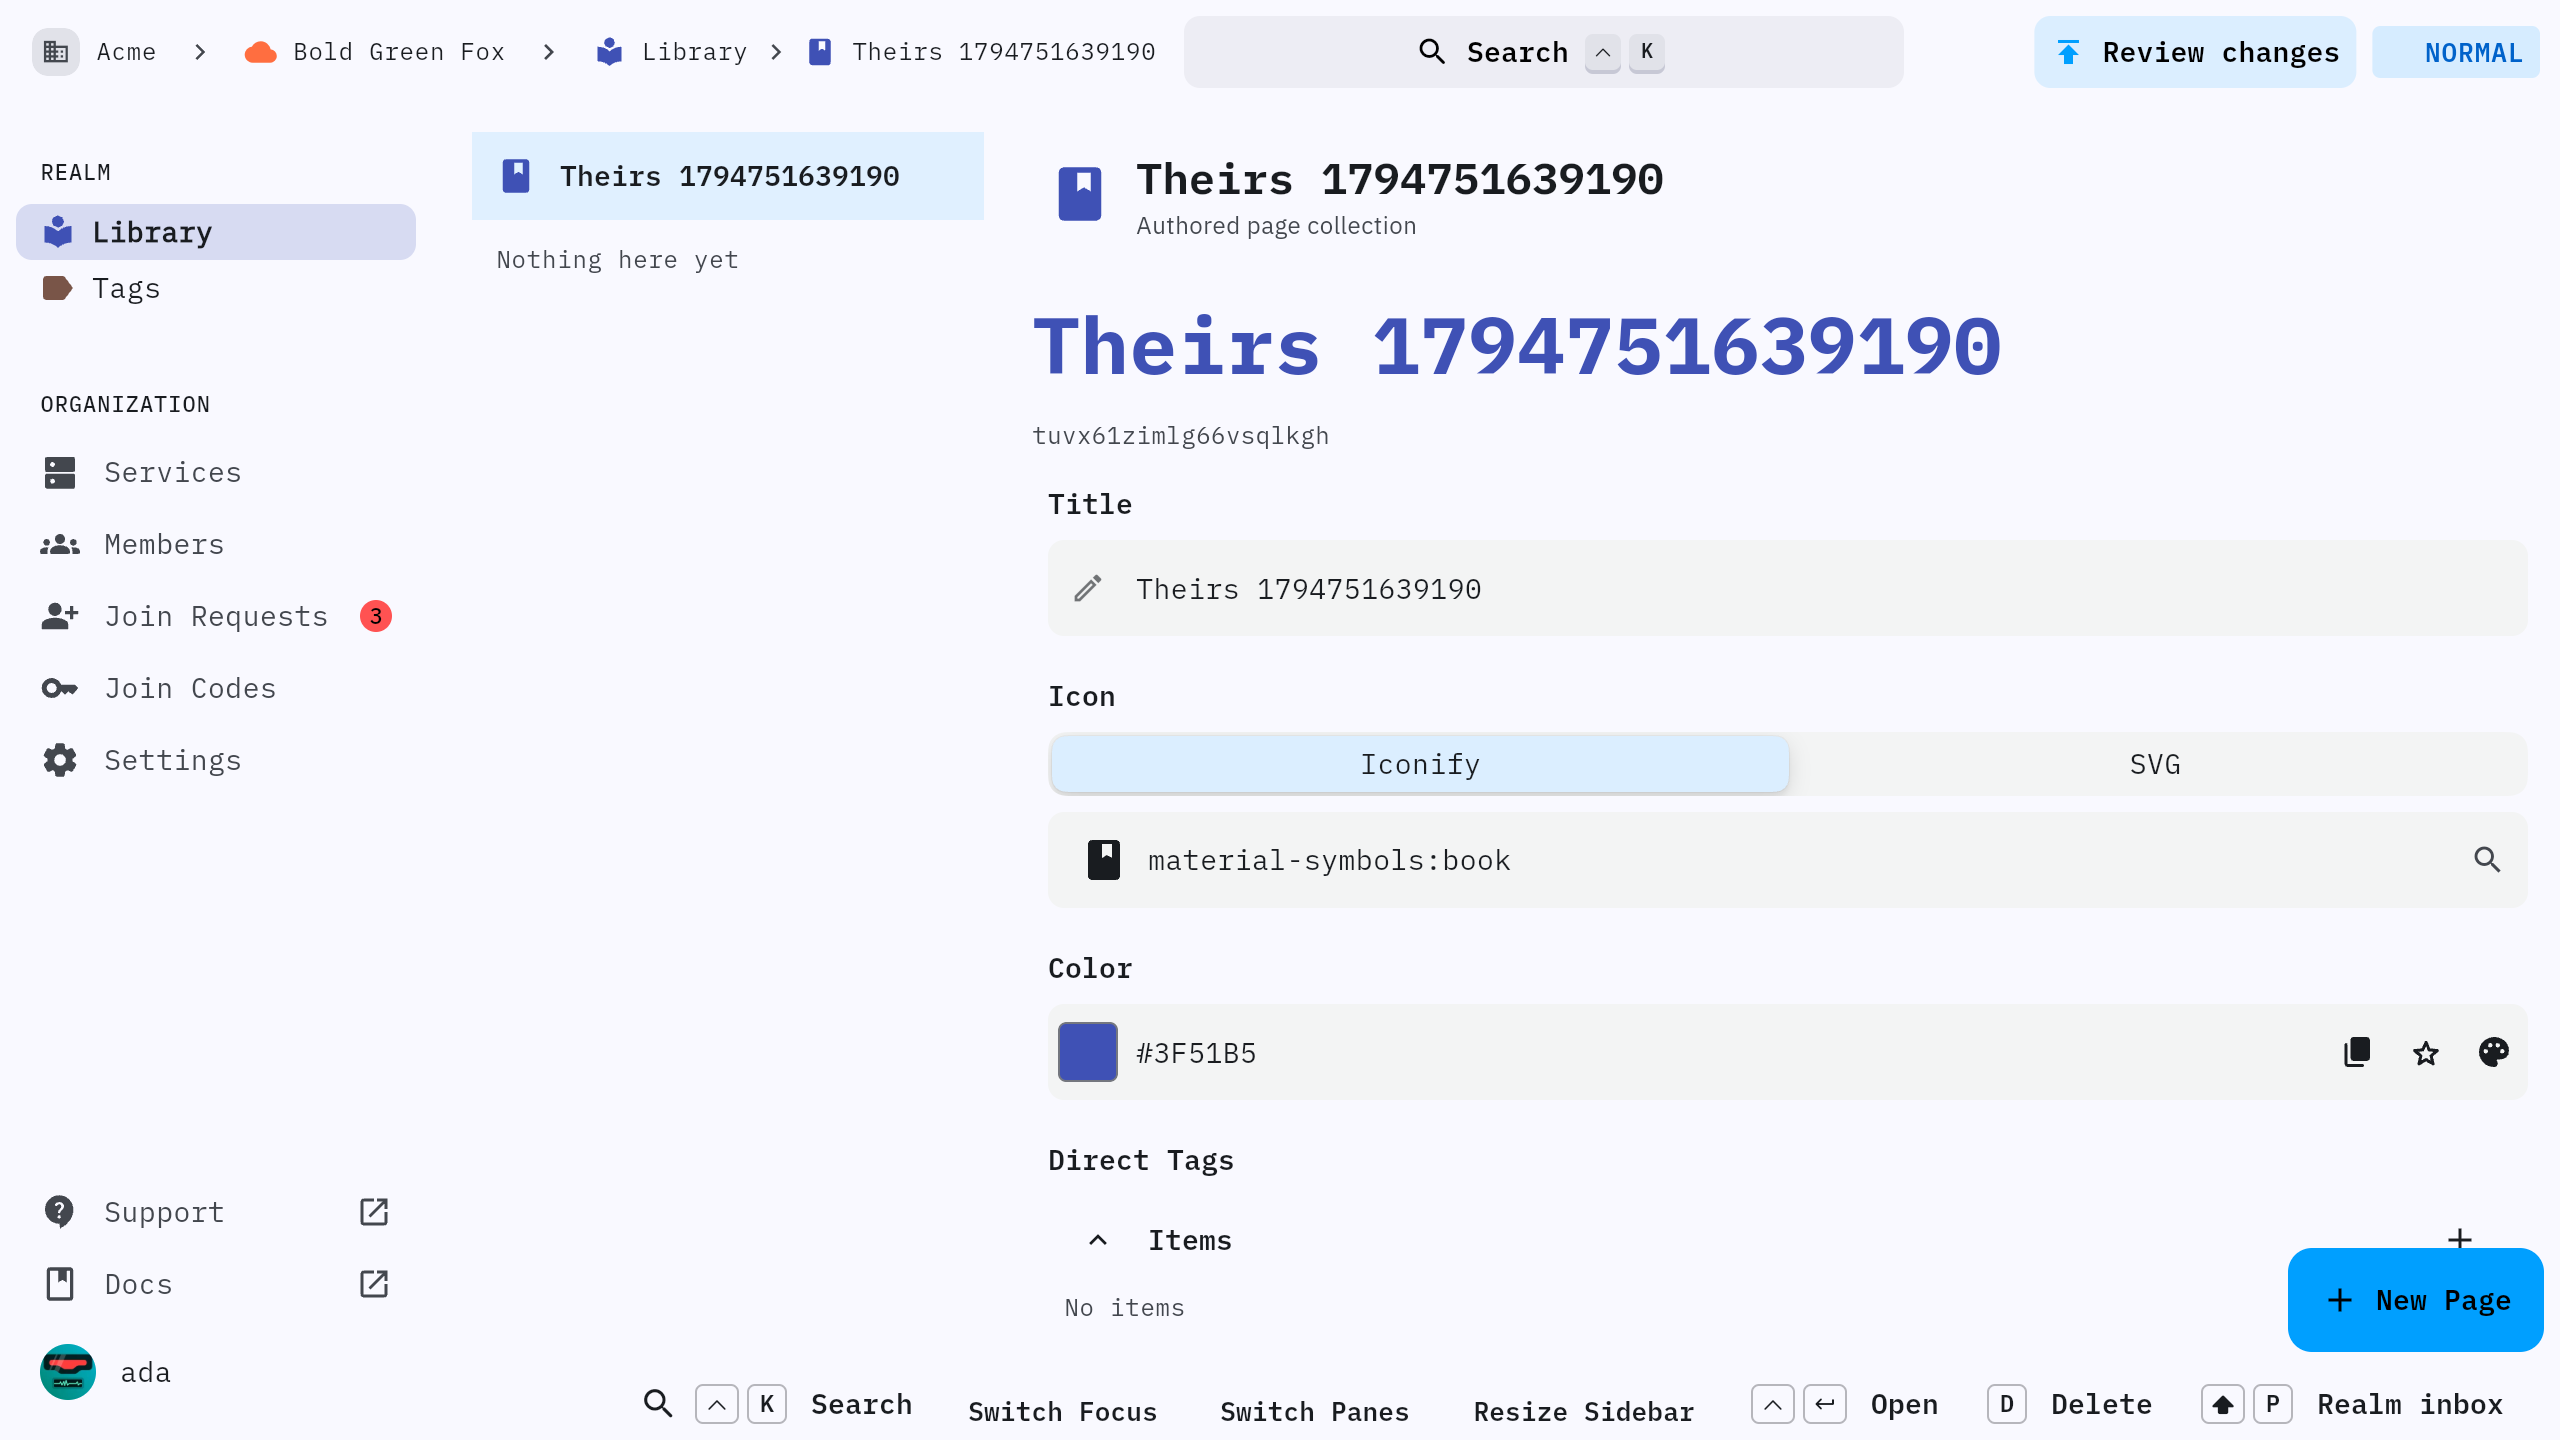 Acme
Bold Green Fox
Library
Theirs 1794751639190
Search
K
Review changes
NORMAL
REALM
Library
Tags
ORGANIZATION
Services
Members
Join Requests
3
Join Codes
Settings
Support
Docs
ada
Theirs 1794751639190
Nothing here yet
Theirs 1794751639190
Authored page collection
Theirs 1794751639190
tuvx61zimlg66vsqlkgh
Title
Theirs 1794751639190
Icon
Iconify
SVG
material-symbols:book
Color
#3F51B5
Direct Tags
Items
No items
New Page
K
Search
Switch Focus
Switch Panes
Resize Sidebar
Open
D
Delete
P
Realm inbox